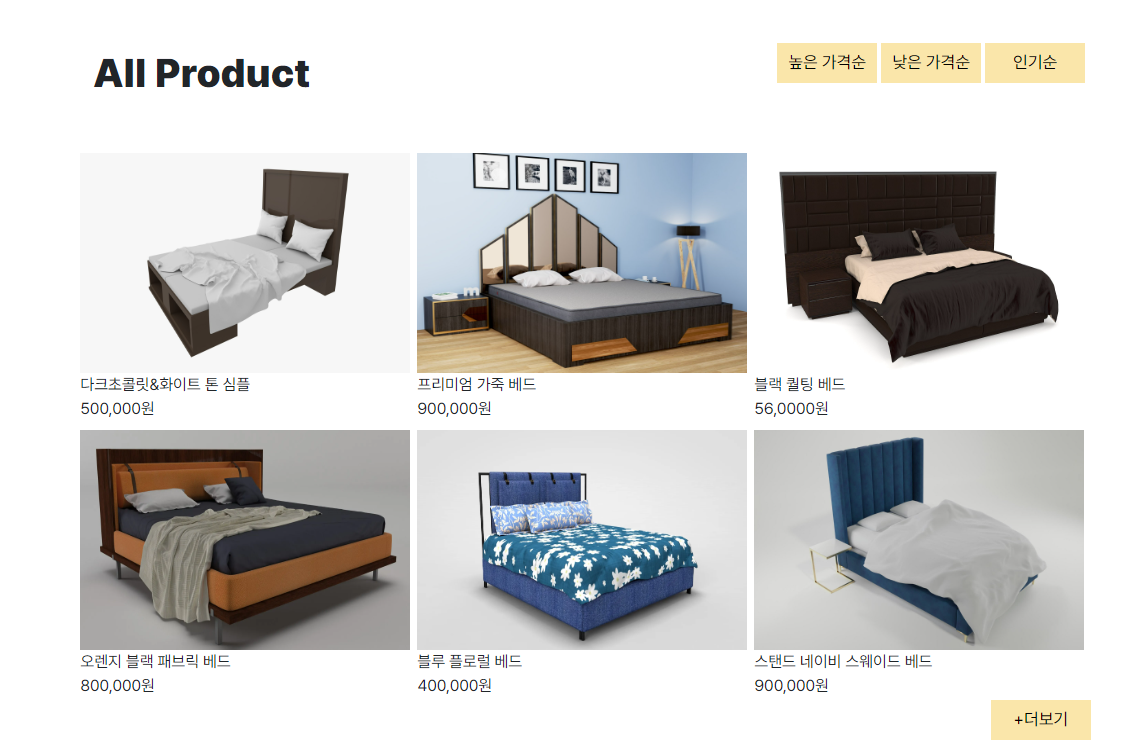 All Product
높은 가격순
낮은 가격순
인기순
다크초콜릿&화이트 톤 심플
500,000원
프리미엄 가죽 베드
900,000원
블랙 퀼팅 베드
56,0000원
오렌지 블랙 패브릭 베드
800,000원
블루 플로럴 베드
400,000원
스탠드 네이비 스웨이드 베드
900,000원
+더보기